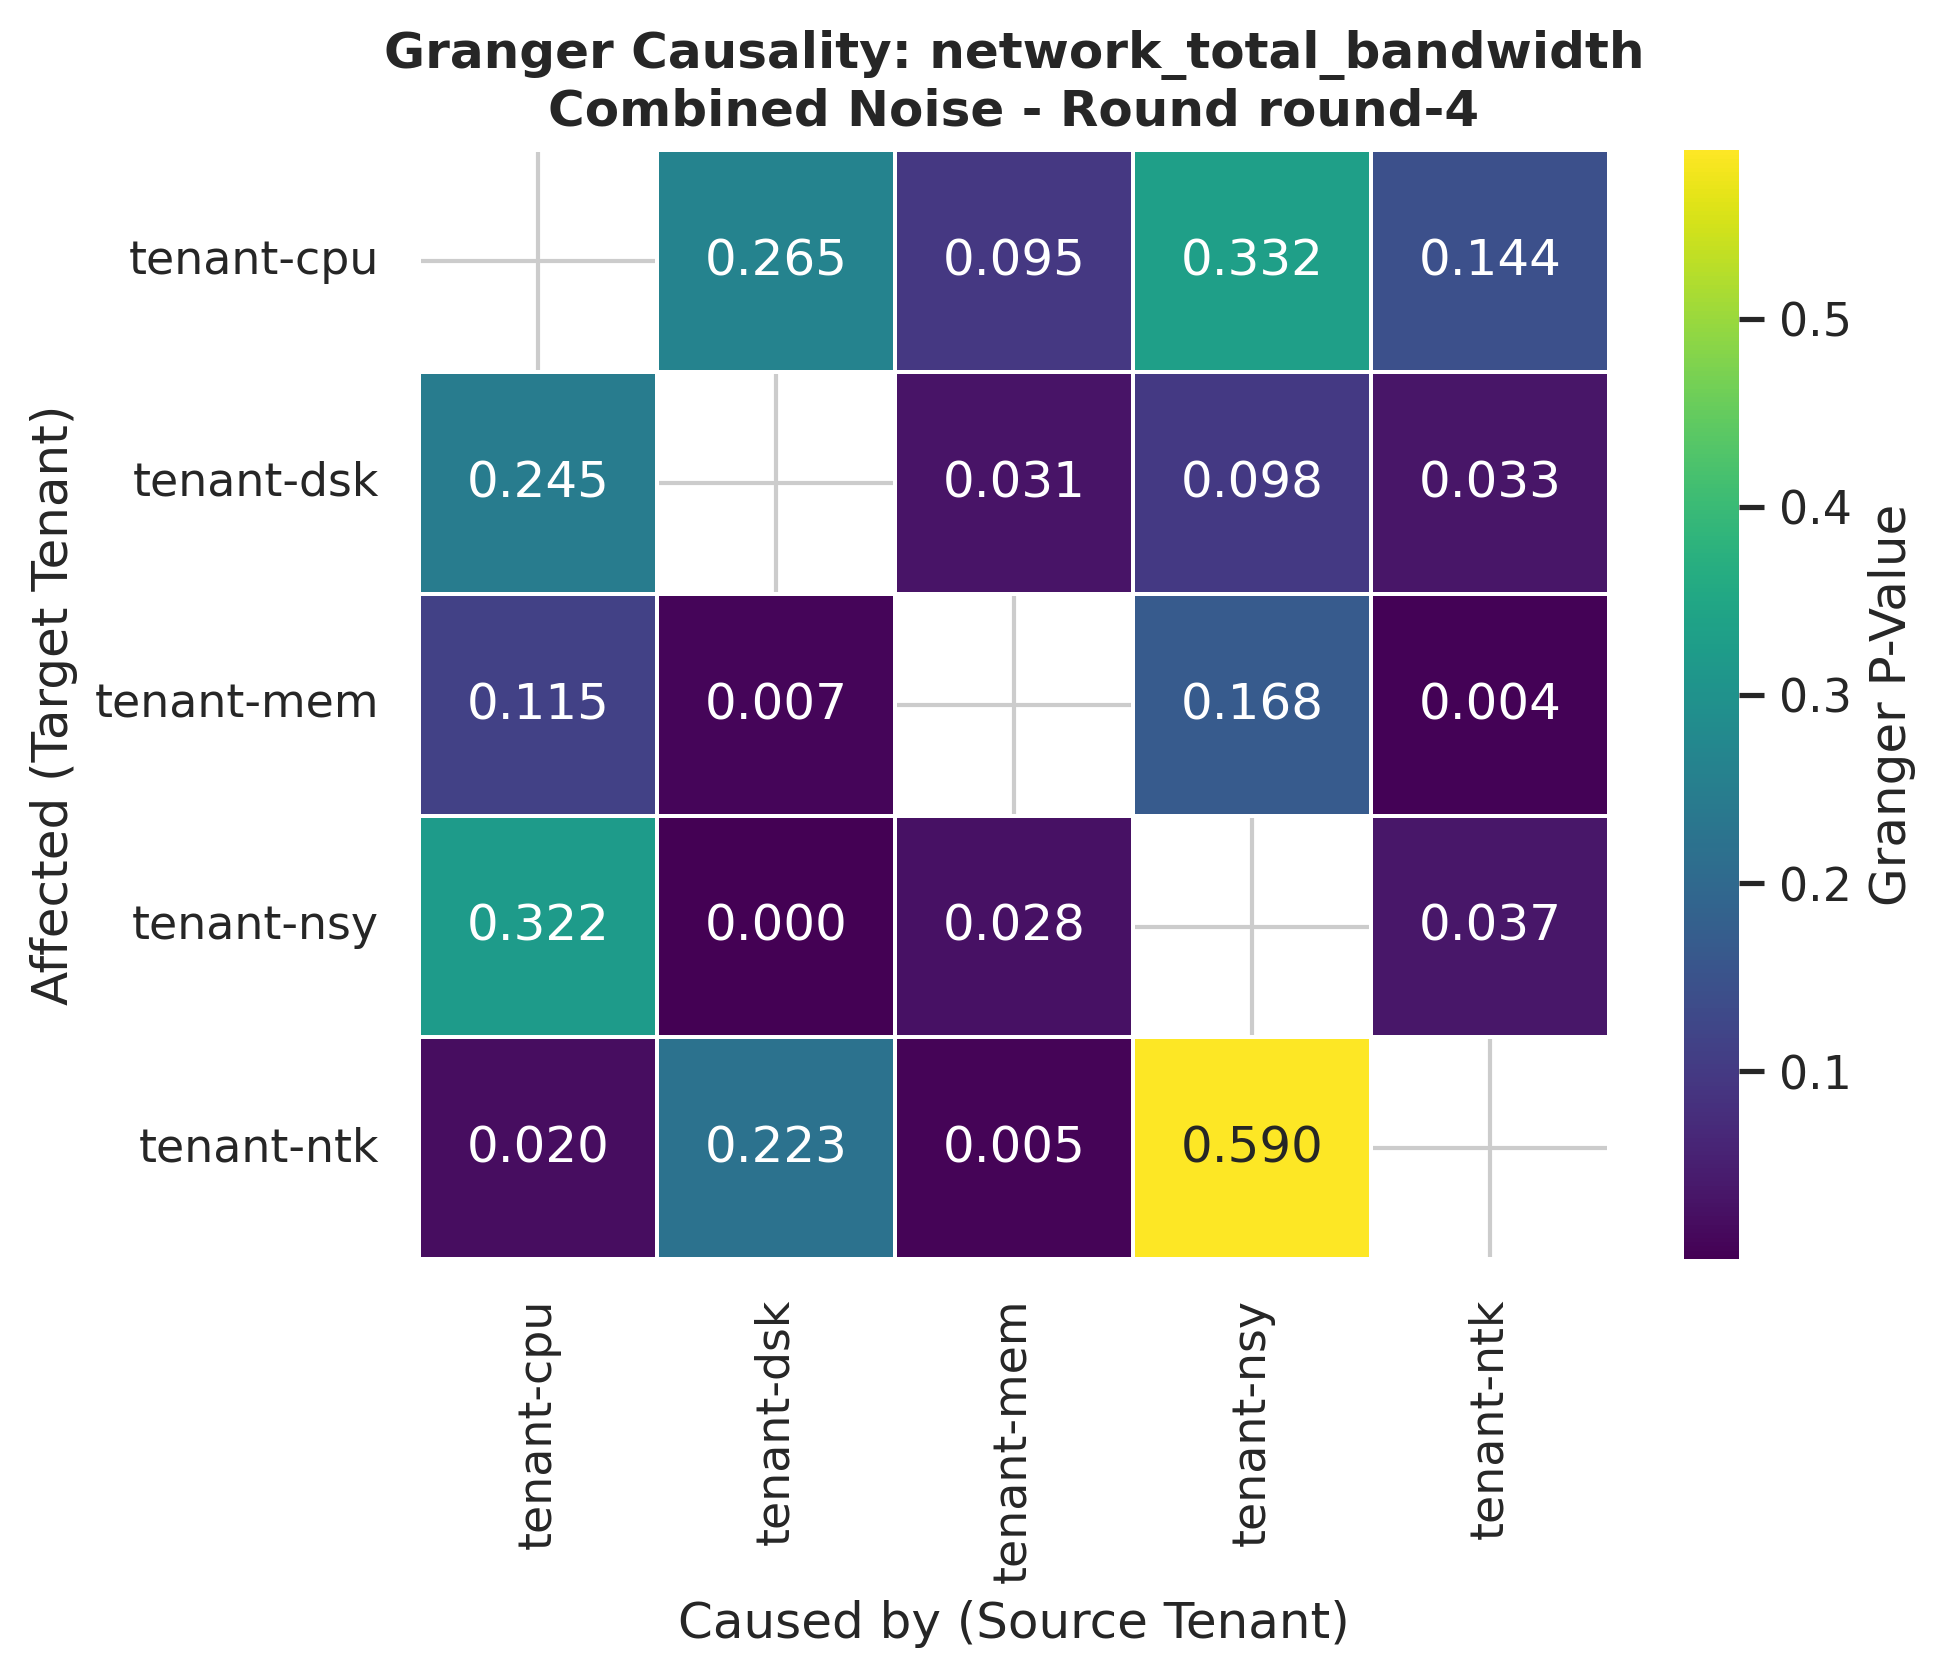 Granger Causality: network_total_bandwidth
Combined Noise - Round round-4
Affected (Target Tenant)
tenant-cpu 0.265 0.095 0.332 0.144
tenant-dsk 0.245 0.031 0.098 0.033
tenant-mem 0.115 0.007 0.168 0.004
tenant-nsy 0.322 0.000 0.028 0.037
tenant-ntk 0.020 0.223 0.005 0.590
tenant-cpu
tenant-dsk
tenant-mem
tenant-nsy
tenant-ntk
Caused by (Source Tenant)
0.5
0.4
0.3
0.2
0.1
Granger P-Value